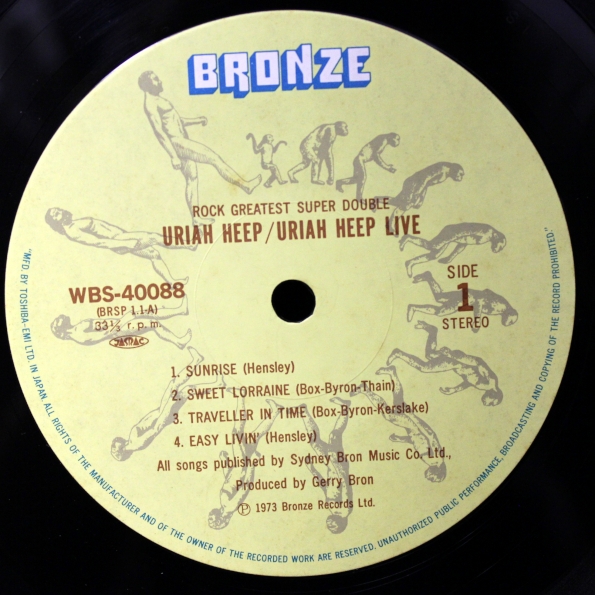 BRONZE
ROCK GREATEST SUPER DOUBLE
URIAH HEEP/URIAH HEEP LIVE
WBS-40088
(BRSP 1.1-A)
33⅓ r.p.m.
SIDE
1
STEREO
1. SUNRISE (Hensley)
2. SWEET LORRAINE (Box-Byron-Thain)
3. TRAVELLER IN TIME (Box-Byron-Kerslake)
4. EASY LIVIN' (Hensley)
All songs published by Sydney Bron Music Co. Ltd.,
Produced by Gerry Bron
Ⓟ 1973 Bronze Records Ltd.
"MFD. BY TOSHIBA-EMI LTD. IN JAPAN. ALL RIGHTS OF THE MANUFACTURER AND OF THE OWNER OF THE RECORDED WORK ARE RESERVED. UNAUTHORIZED PUBLIC PERFORMANCE, BROADCASTING AND COPYING OF THE RECORD PROHIBITED."